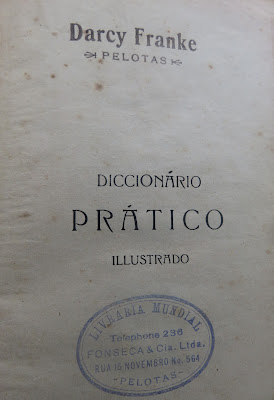 Darcy Franke
PELOTAS
DICCIONÁRIO
PRÁTICO
ILLUSTRADO
LIVRARIA MUNDIAL
Telephone 236
FONSECA & Cia. Ltda.
RUA 15 NOVEMBRO No. 564
-PELOTAS-